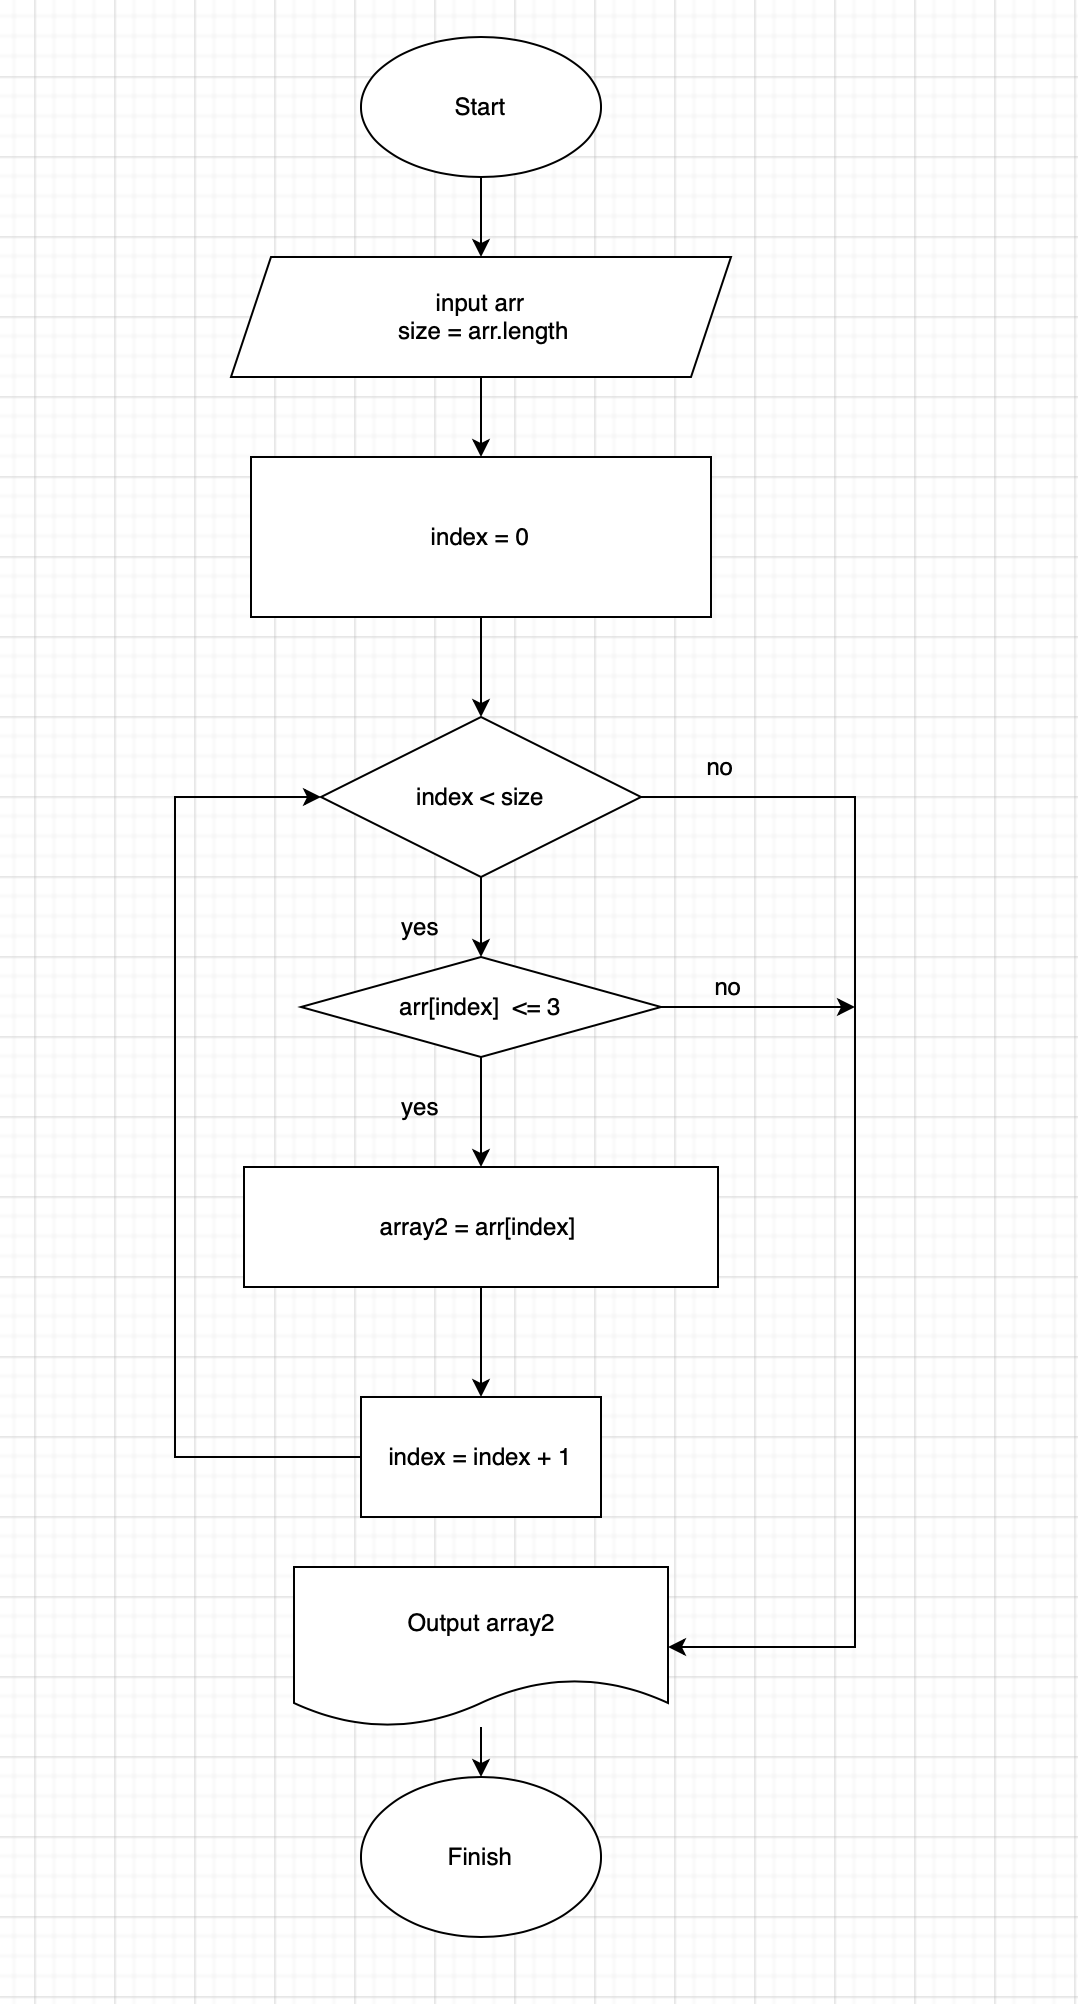 Start
input arr
size = arr.length
index = 0
index < size
no
yes
arr[index]  <= 3
no
yes
array2 = arr[index]
index = index + 1
Output array2
Finish